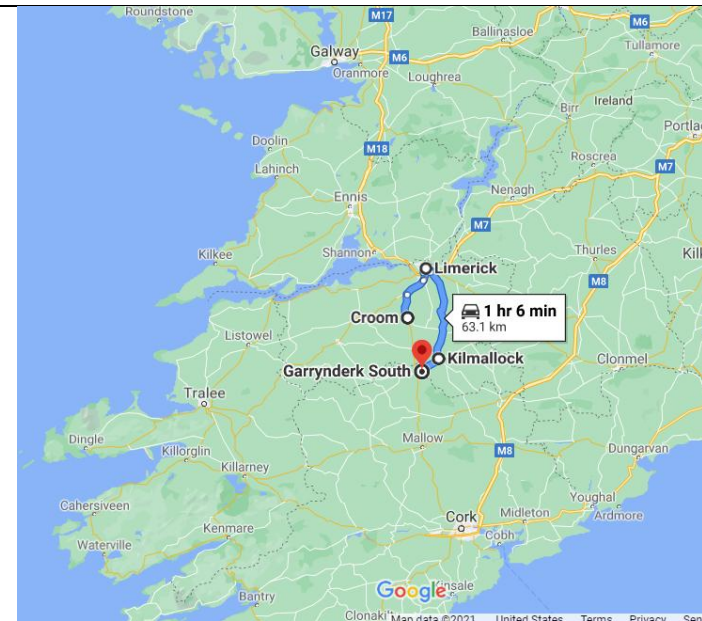 Roundstone
M17
Ballinasloe
M6
Tullamore
Galway
M6
Oranmore
Loughrea
Birr
Ireland
Portla
Doolin
M18
Roscrea
Lahinch
M7
Ennis
Nenagh
M7
Kilkee
Shannon
Thurles
Kilk
Limerick
M8
1 hr 6 min
63.1 km
Croom
Listowel
Kilmallock
Clonmel
Garrynderk South
Tralee
Dingle
Mallow
M8
Dungarvan
Killorglin
Killarney
Youghal
Cahersiveen
Cork
Midleton
Ardmore
Kenmare
Cobh
Waterville
Google
Kinsale
Bantry
Clonakil
Map data ©2021 United States Terms Privacy Sen